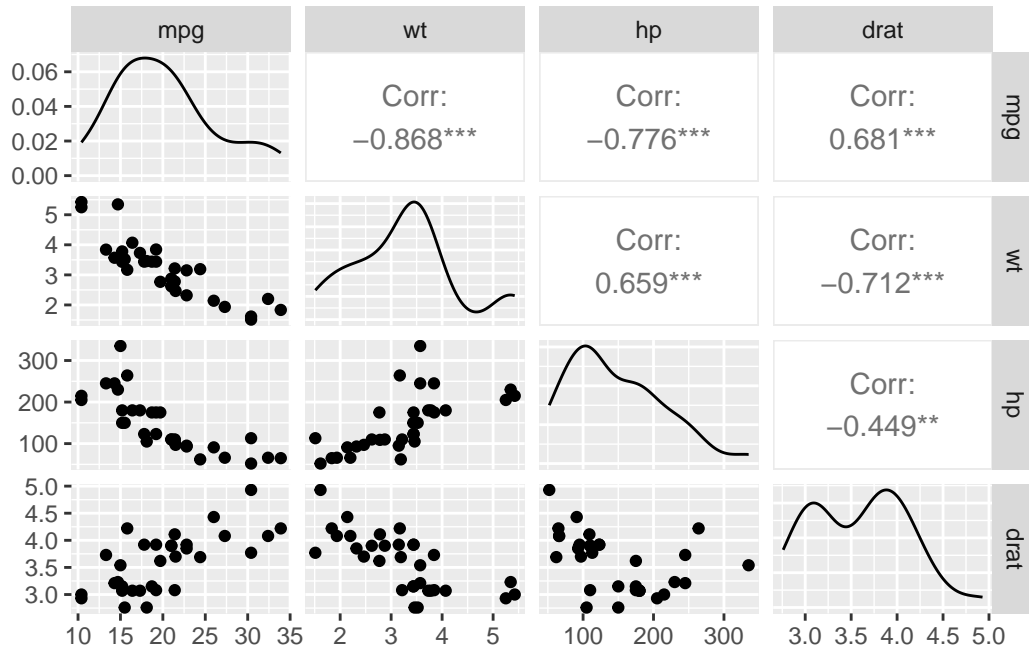 mpg wt hp drat
0.06
0.04
0.02
0.00
Corr:
−0.868***
Corr:
−0.776***
Corr:
0.681***
mpg
5
4
3
2
Corr:
0.659***
Corr:
−0.712***
wt
300
200
100
Corr:
−0.449**
hp
5.0
4.5
4.0
3.5
3.0
drat
10 15 20 25 30 35 2 3 4 5 100 200 300 3.0 3.5 4.0 4.5 5.0